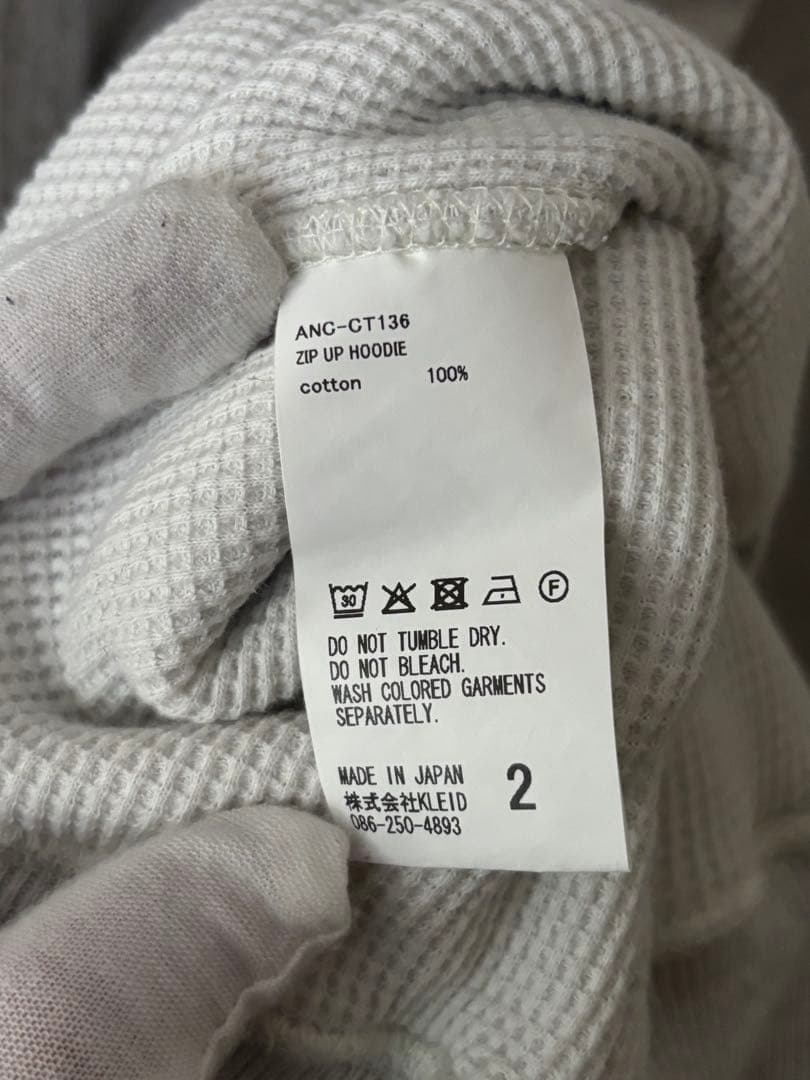 ANC-CT136
ZIP UP HOODIE
cotton 100%
30 F
DO NOT TUMBLE DRY.
DO NOT BLEACH.
WASH COLORED GARMENTS
SEPARATELY.
MADE IN JAPAN 2
株式会社KLEID
086-250-4893